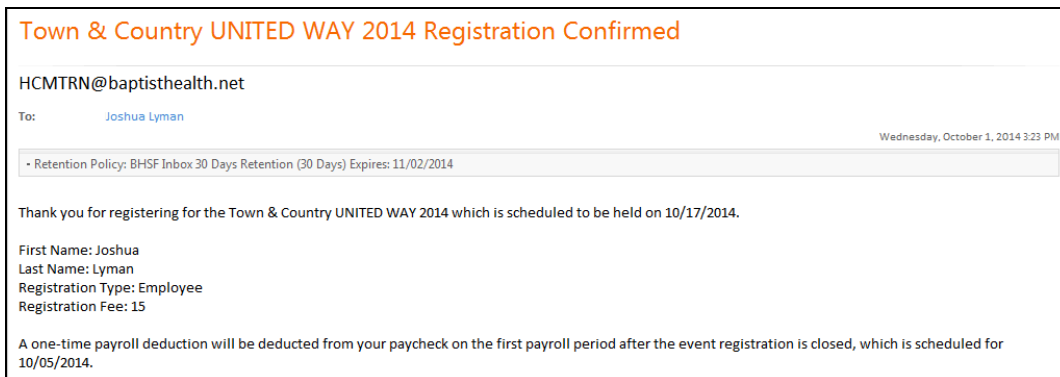 Town & Country UNITED WAY 2014 Registration Confirmed
HCMTRN@baptisthealth.net
To: Joshua Lyman
Wednesday, October 1, 2014 3:23 PM
- Retention Policy: BHSF Inbox 30 Days Retention (30 Days) Expires: 11/02/2014
Thank you for registering for the Town & Country UNITED WAY 2014 which is scheduled to be held on 10/17/2014.
First Name: Joshua
Last Name: Lyman
Registration Type: Employee
Registration Fee: 15
A one-time payroll deduction will be deducted from your paycheck on the first payroll period after the event registration is closed, which is scheduled for
10/05/2014.